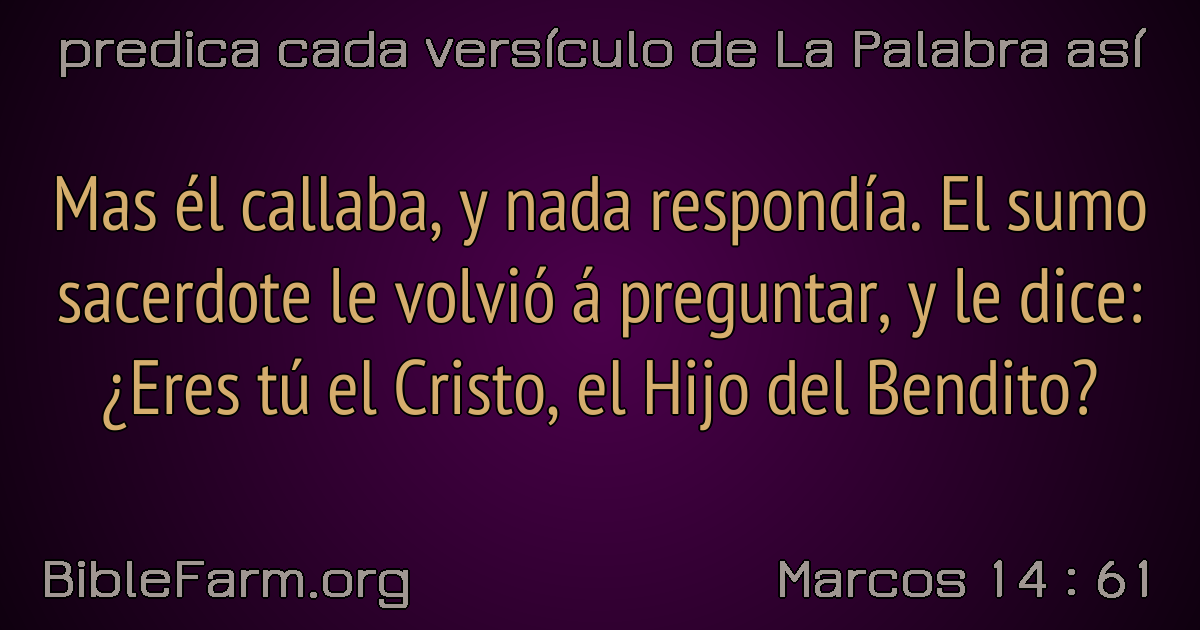 predica cada versículo de La Palabra así
Mas él callaba, y nada respondía. El sumo
sacerdote le volvió á preguntar, y le dice:
¿Eres tú el Cristo, el Hijo del Bendito?
BibleFarm.org
Marcos 14 : 61